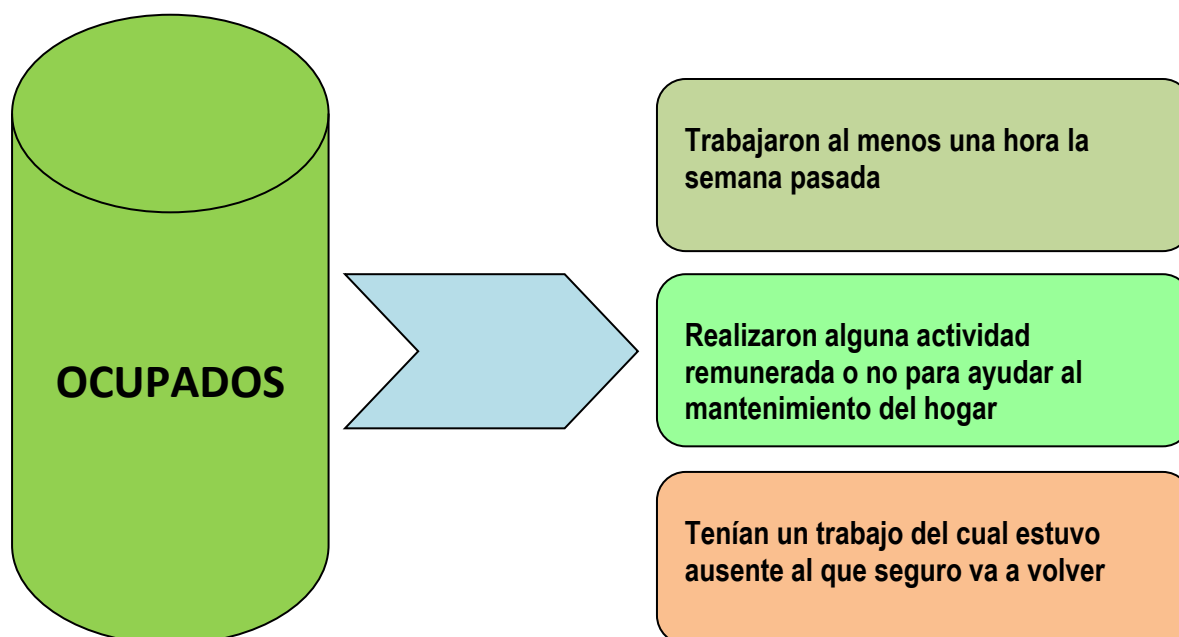 OCUPADOS
Trabajaron al menos una hora la
semana pasada
Realizaron alguna actividad
remunerada o no para ayudar al
mantenimiento del hogar
Tenían un trabajo del cual estuvo
ausente al que seguro va a volver